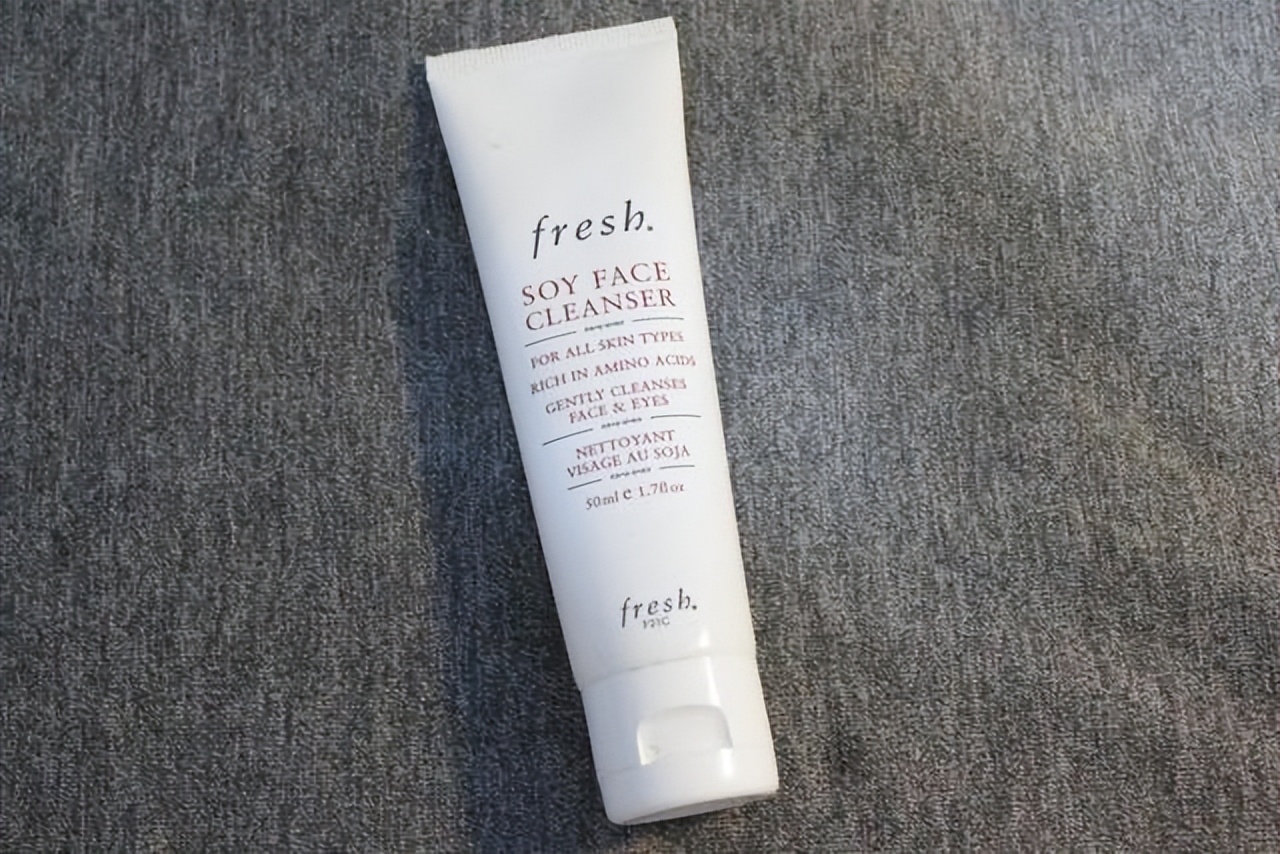 fresh.
SOY FACE
CLEANSER
FOR ALL SKIN TYPES
RICH IN AMINO ACIDS
GENTLY CLEANSES
FACE & EYES
NETTOYANT
VISAGE AU SOJA
50ml e 1.7fl oz
fresh.